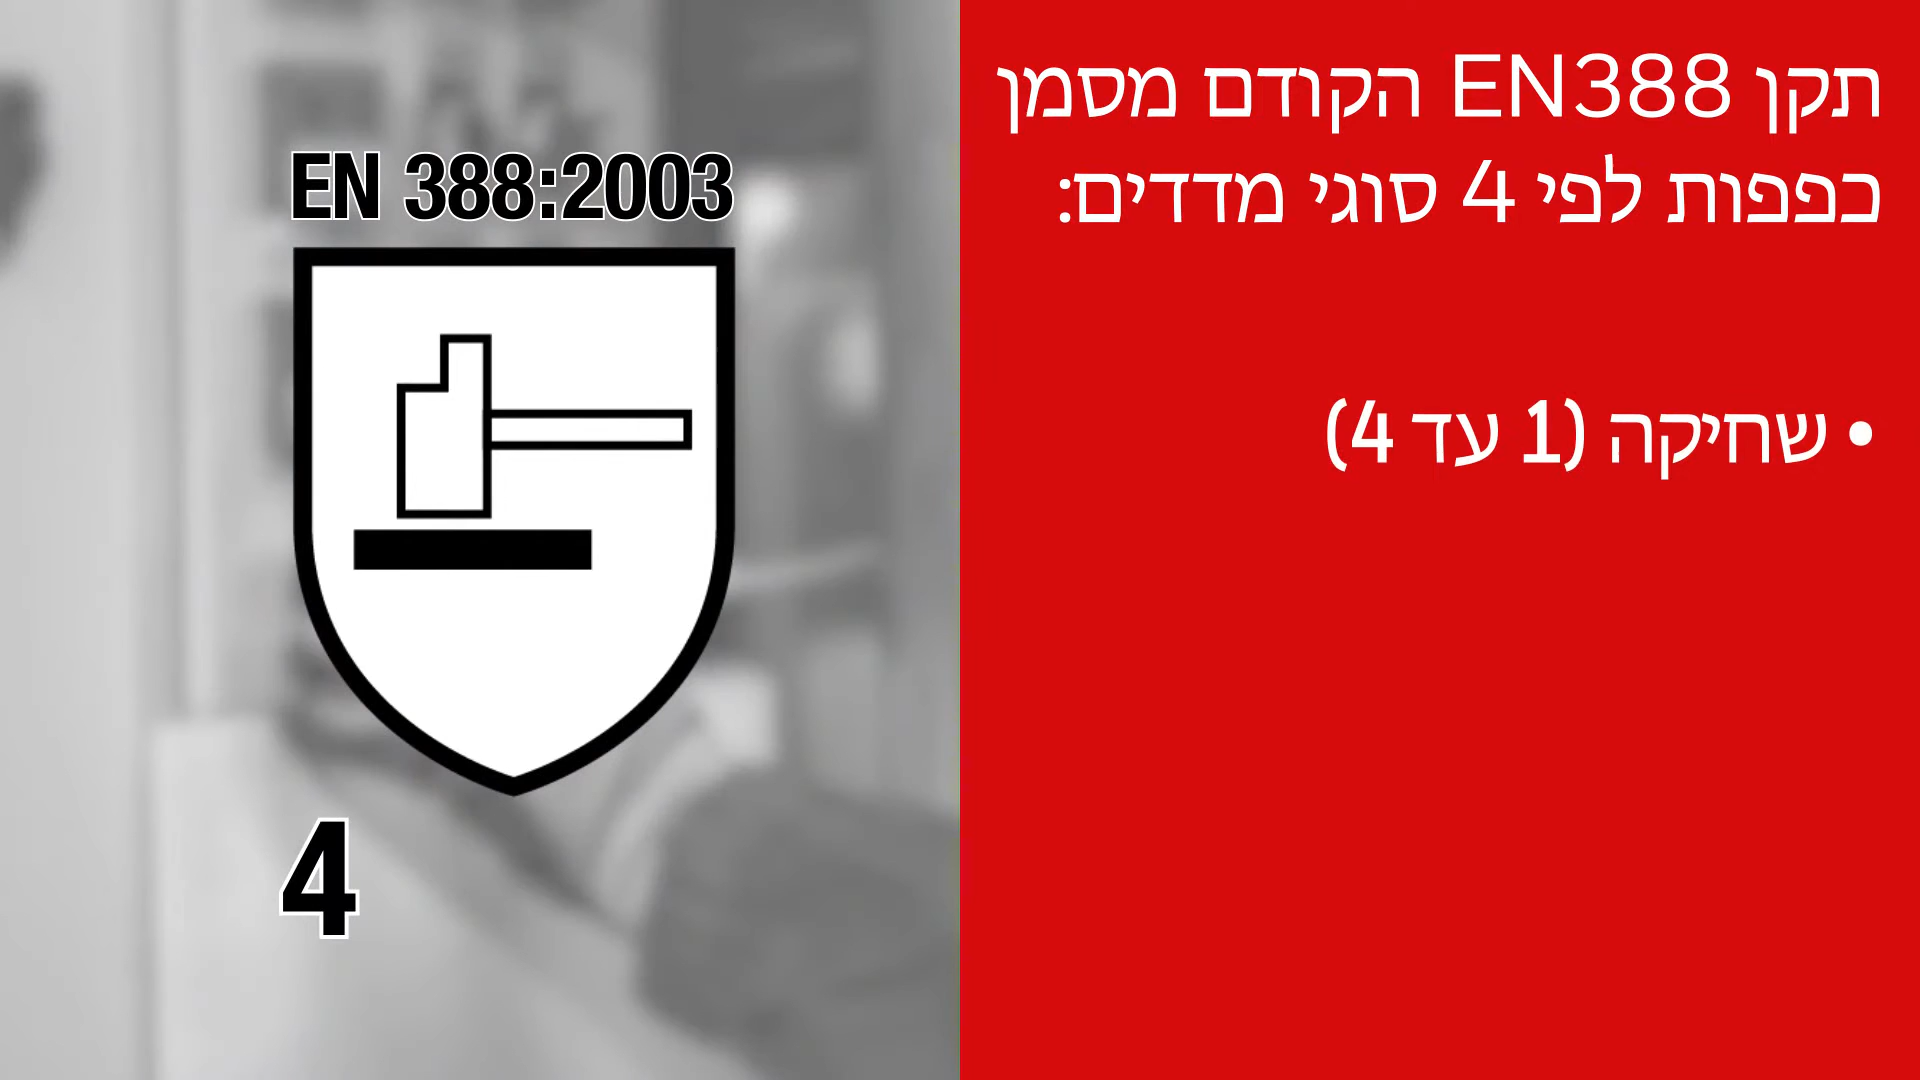 תקן EN388 הקודם מסמן
כפפות לפי 4 סוגי מדדים:
• שחיקה (1 עד 4)
EN 388:2003
4